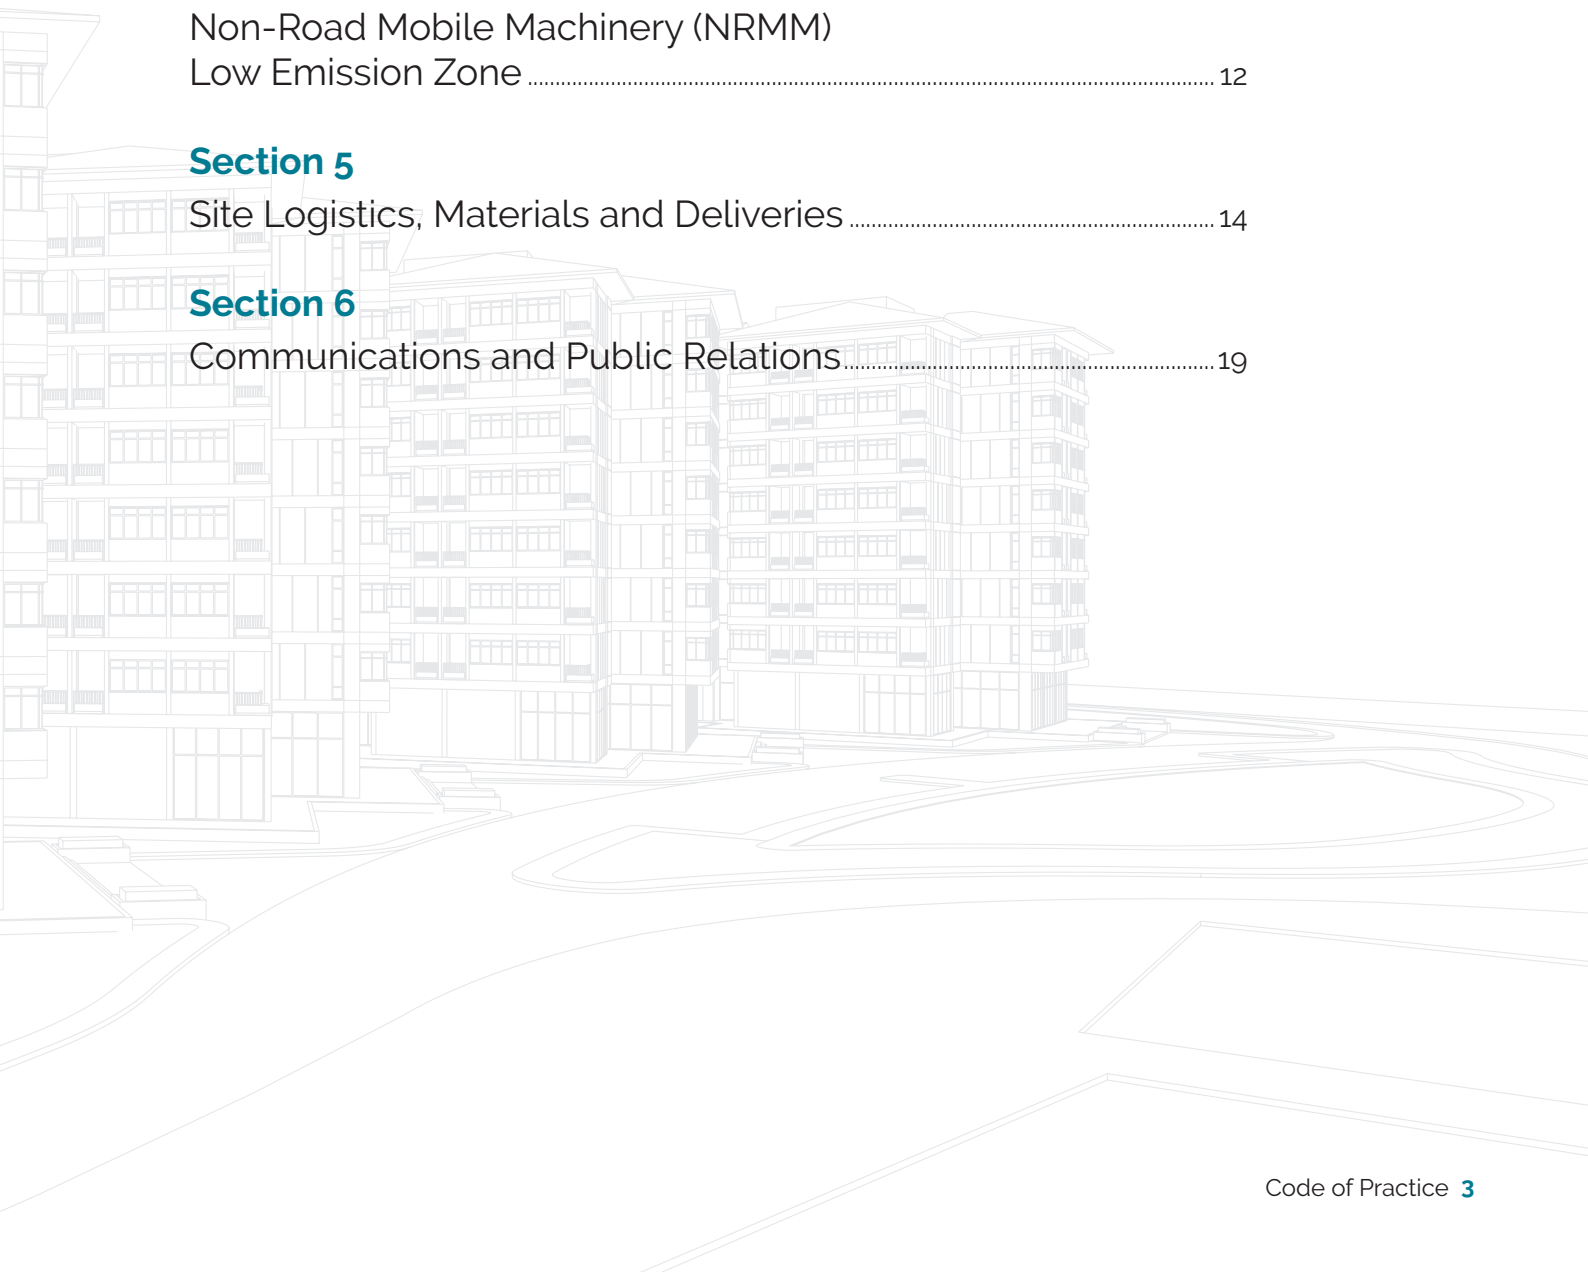 Non-Road Mobile Machinery (NRMM)
Low Emission Zone ........................................................................................................................... 12
Section 5
Site Logistics, Materials and Deliveries .................................................................. 14
Section 6
Communications and Public Relations................................................................... 19
Code of Practice 3